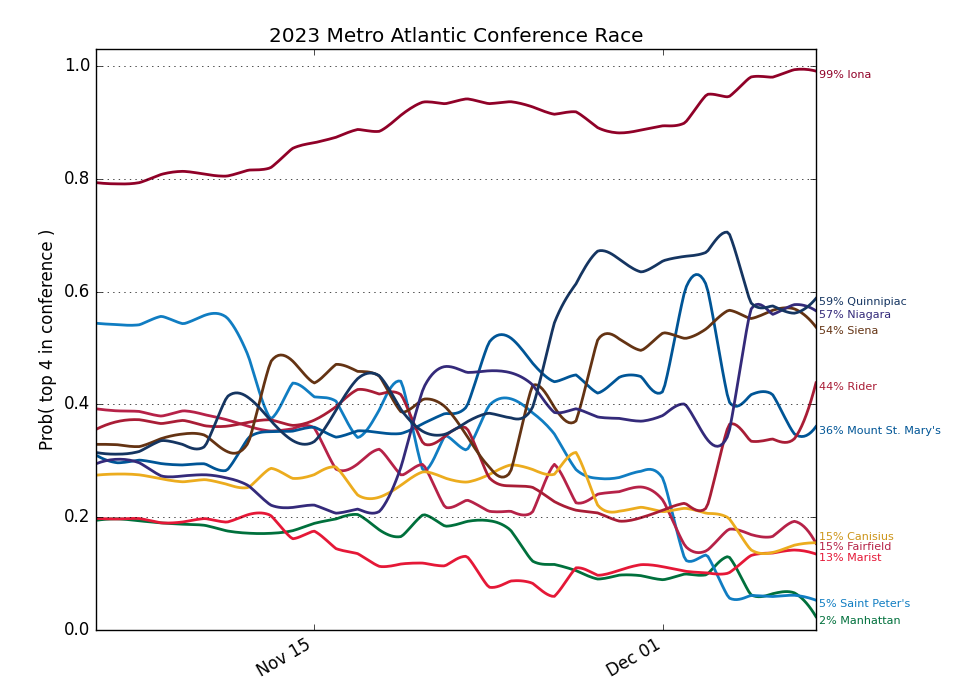 2023 Metro Atlantic Conference Race
1.0
0.8
0.6
0.4
0.2
0.0
Prob( top 4 in conference )
Nov 15
Dec 01
99% Iona
59% Quinnipiac
57% Niagara
54% Siena
44% Rider
36% Mount St. Mary's
15% Canisius
15% Fairfield
13% Marist
5% Saint Peter's
2% Manhattan